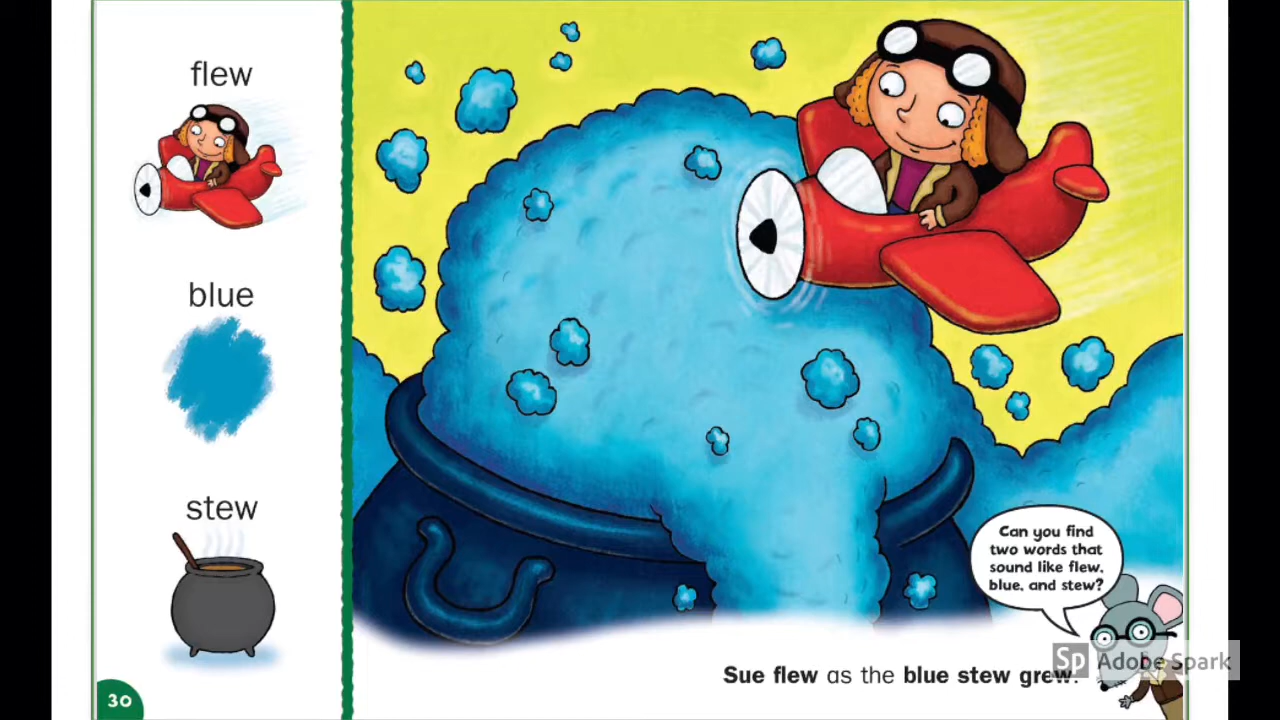 flew
blue
stew
Can you find
two words that
sound like flew,
blue, and stew?
Sue flew as the blue stew grew.
Sp Adobe Spark
30